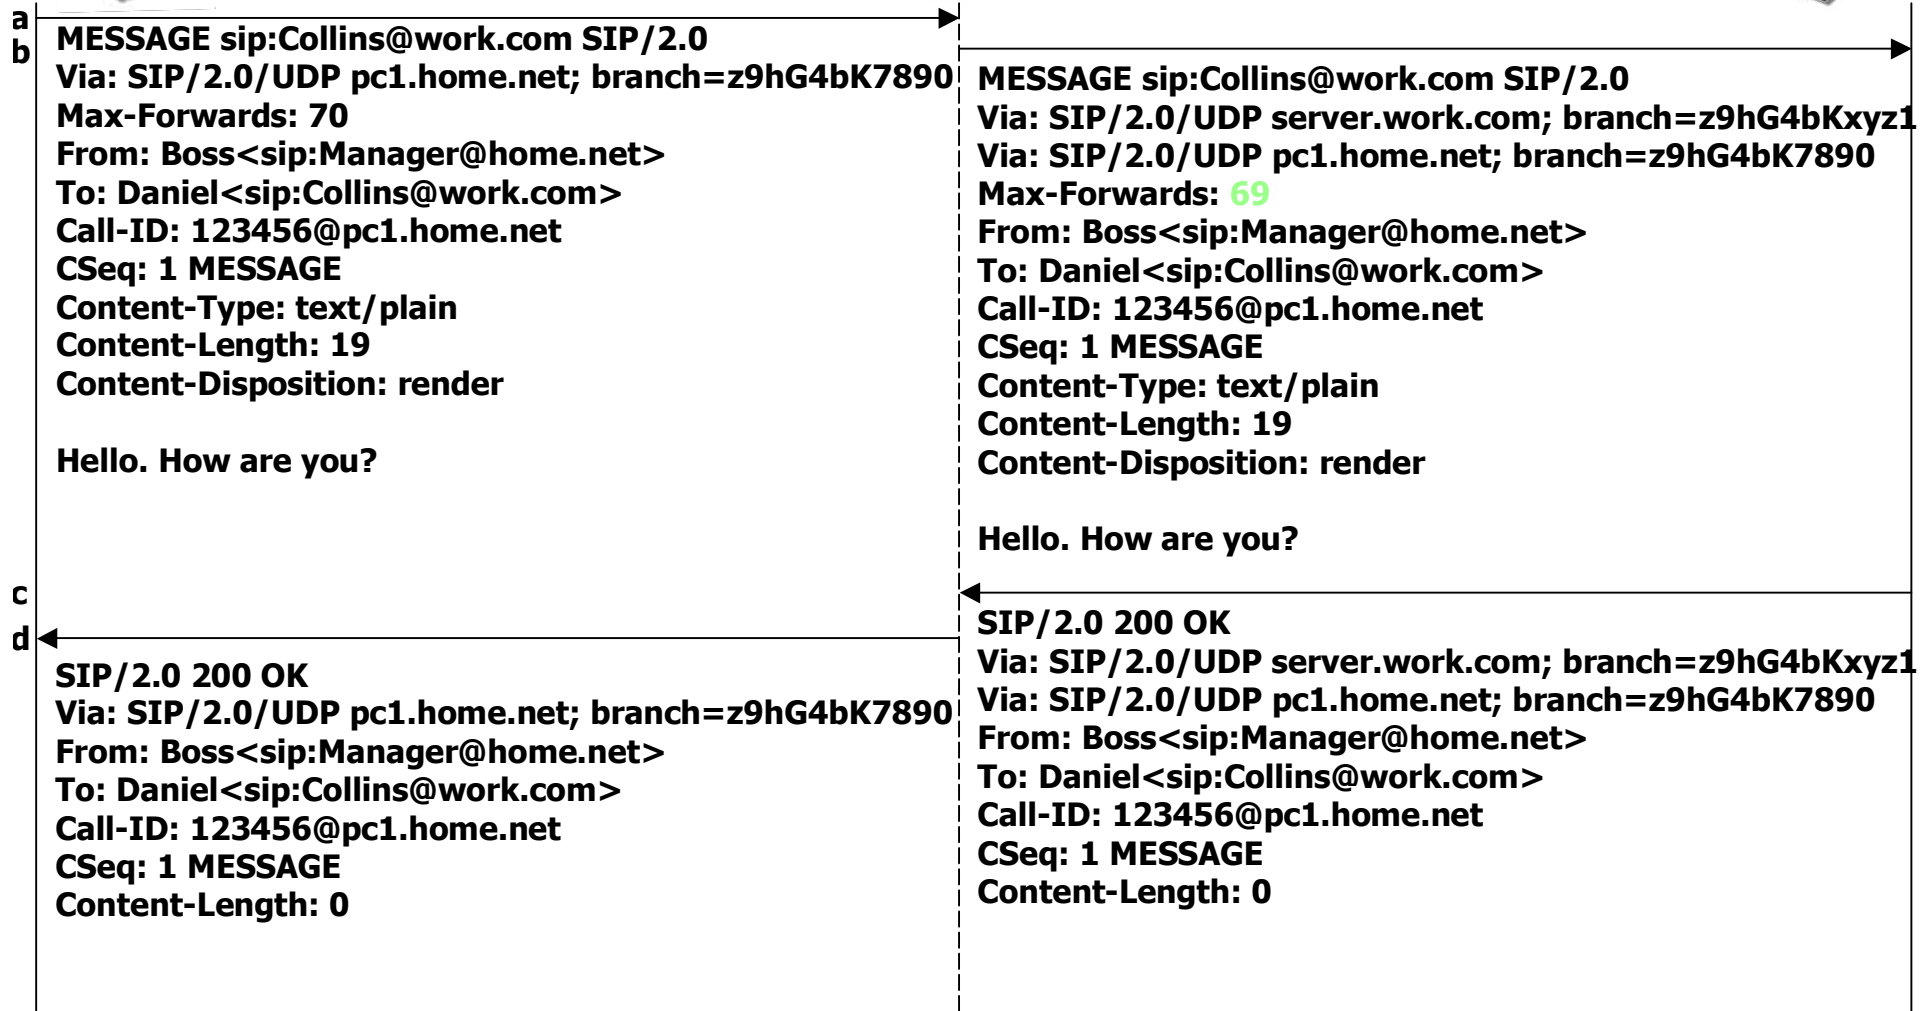 a
b
MESSAGE sip:Collins@work.com SIP/2.0
Via: SIP/2.0/UDP pc1.home.net; branch=z9hG4bK7890
Max-Forwards: 70
From: Boss<sip:Manager@home.net>
To: Daniel<sip:Collins@work.com>
Call-ID: 123456@pc1.home.net
CSeq: 1 MESSAGE
Content-Type: text/plain
Content-Length: 19
Content-Disposition: render

Hello. How are you?

MESSAGE sip:Collins@work.com SIP/2.0
Via: SIP/2.0/UDP server.work.com; branch=z9hG4bKxyz1
Via: SIP/2.0/UDP pc1.home.net; branch=z9hG4bK7890
Max-Forwards: 69
From: Boss<sip:Manager@home.net>
To: Daniel<sip:Collins@work.com>
Call-ID: 123456@pc1.home.net
CSeq: 1 MESSAGE
Content-Type: text/plain
Content-Length: 19
Content-Disposition: render

Hello. How are you?

c
SIP/2.0 200 OK
Via: SIP/2.0/UDP server.work.com; branch=z9hG4bKxyz1
Via: SIP/2.0/UDP pc1.home.net; branch=z9hG4bK7890
From: Boss<sip:Manager@home.net>
To: Daniel<sip:Collins@work.com>
Call-ID: 123456@pc1.home.net
CSeq: 1 MESSAGE
Content-Length: 0

d
SIP/2.0 200 OK
Via: SIP/2.0/UDP pc1.home.net; branch=z9hG4bK7890
From: Boss<sip:Manager@home.net>
To: Daniel<sip:Collins@work.com>
Call-ID: 123456@pc1.home.net
CSeq: 1 MESSAGE
Content-Length: 0